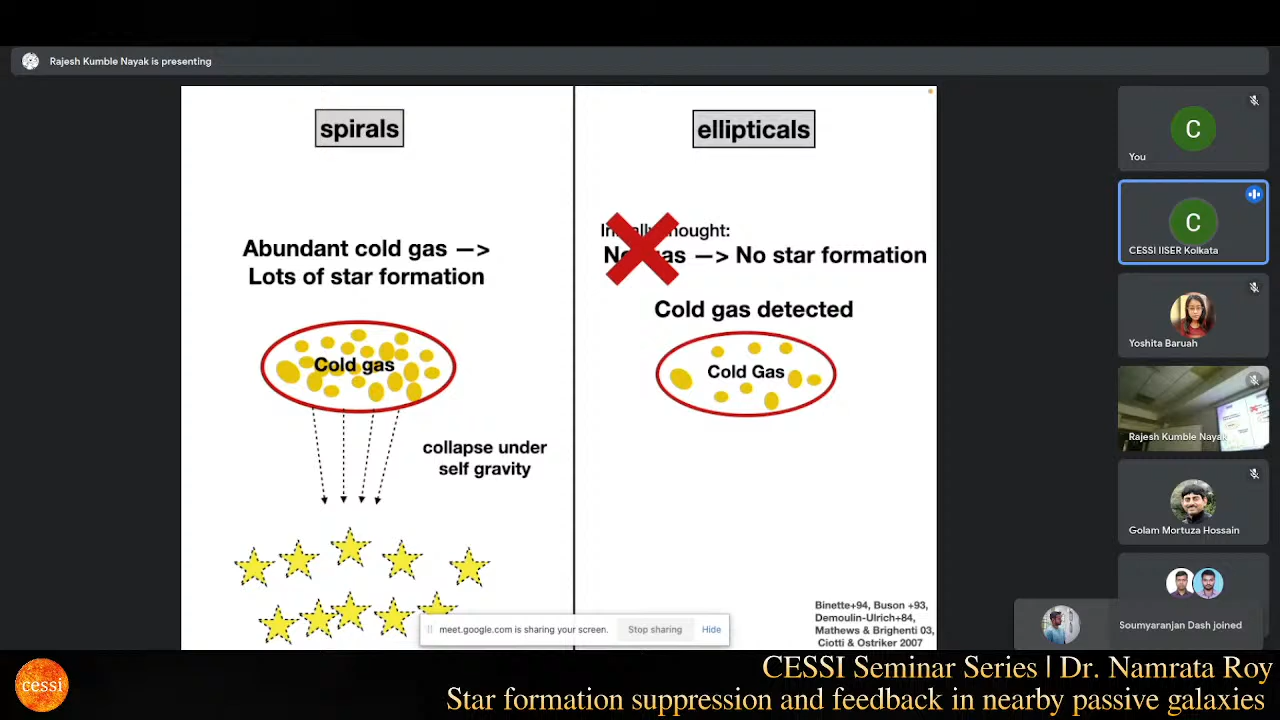 Rajesh Kumble Nayak is presenting
spirals
Abundant cold gas —>
Lots of star formation
Cold gas
collapse under
self gravity
ellipticals
Initially thought:
No gas —> No star formation
Cold gas detected
Cold Gas
Binette+94, Buson +93,
Demoulin-Ulrich+84,
Mathews & Brighenti 03,
Ciotti & Ostriker 2007
meet.google.com is sharing your screen.
Stop sharing
Hide
C
You
C
CESSI IISER Kolkata
Yoshita Baruah
Rajesh Kumble Nayak
Golam Mortuza Hossain
Soumyaranjan Dash joined
cessi
CESSI Seminar Series | Dr. Namrata Roy
Star formation suppression and feedback in nearby passive galaxies